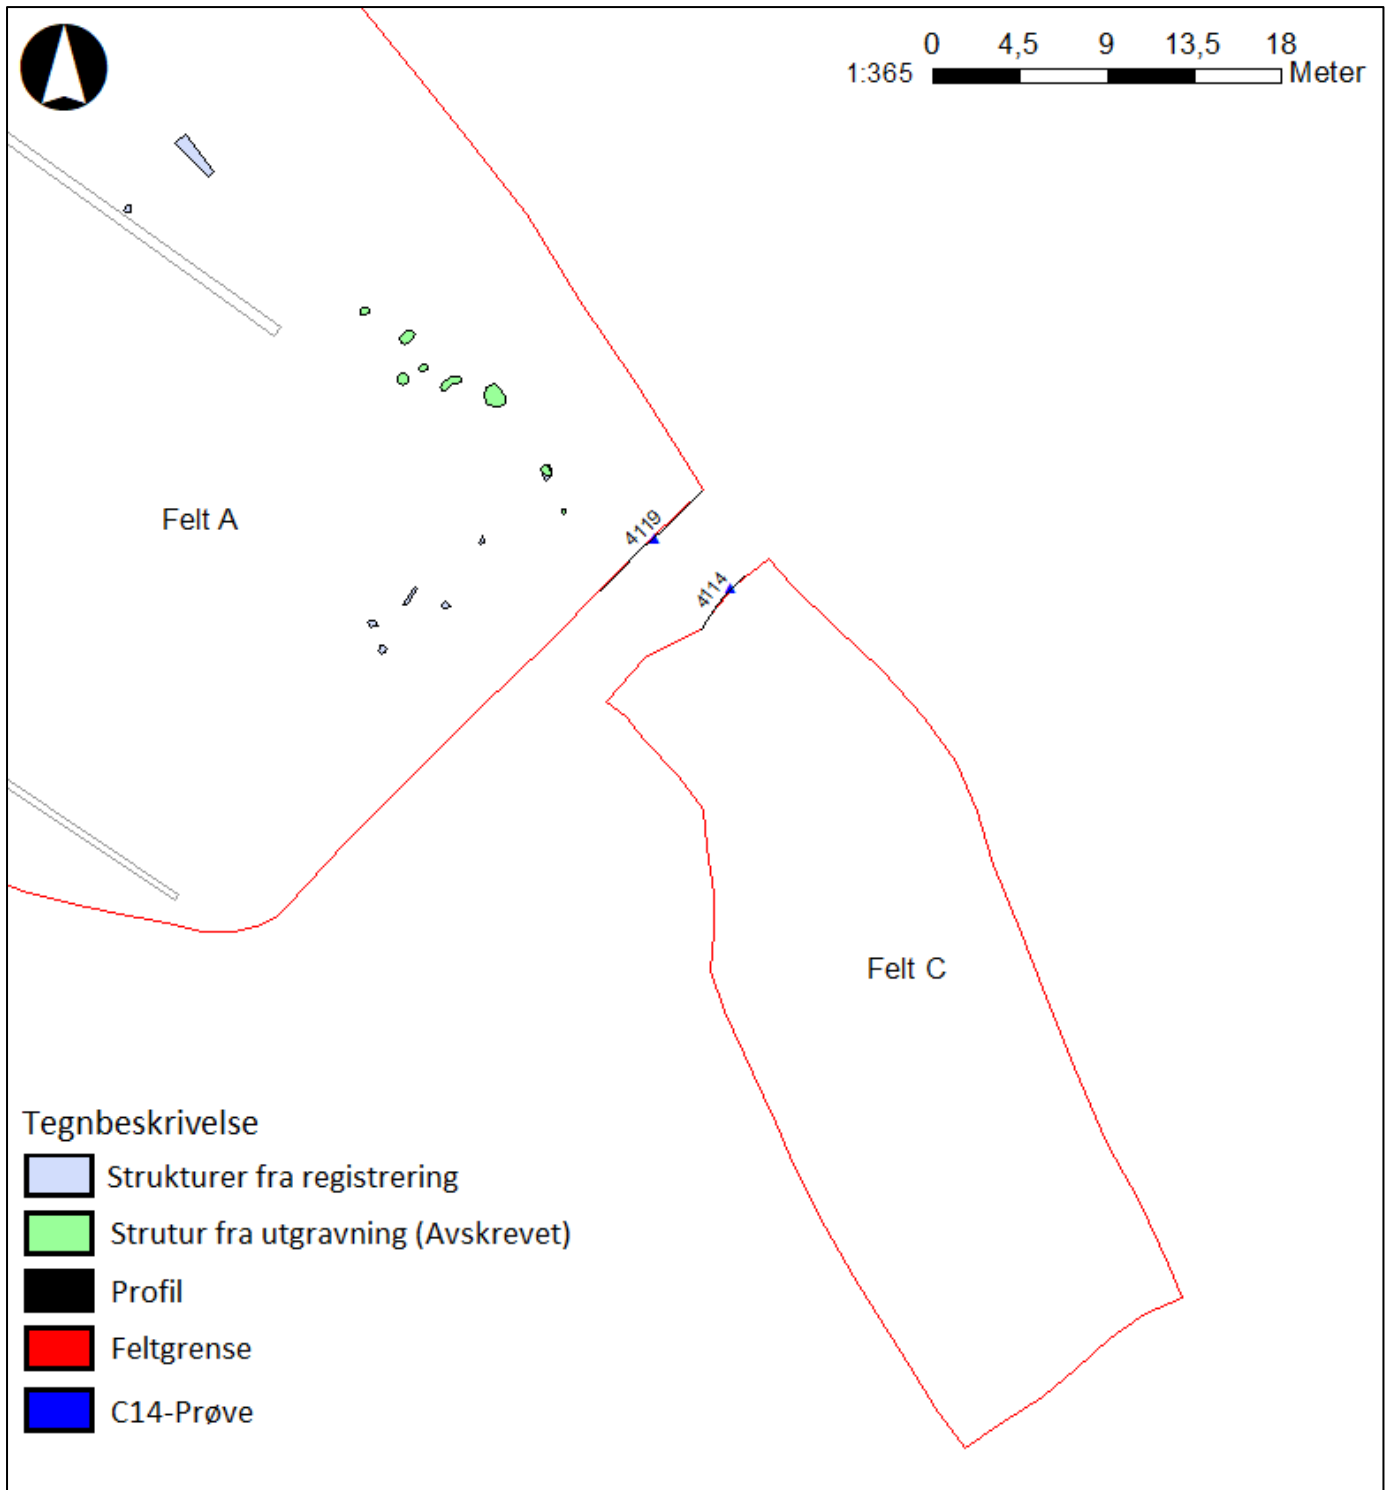 0 4,5 9 13,5 18
1:365 Meter
Felt A
4119
4114
Felt C
Tegnbeskrivelse
Strukturer fra registrering
Strutur fra utgravning (Avskrevet)
Profil
Feltgrense
C14-Prøve